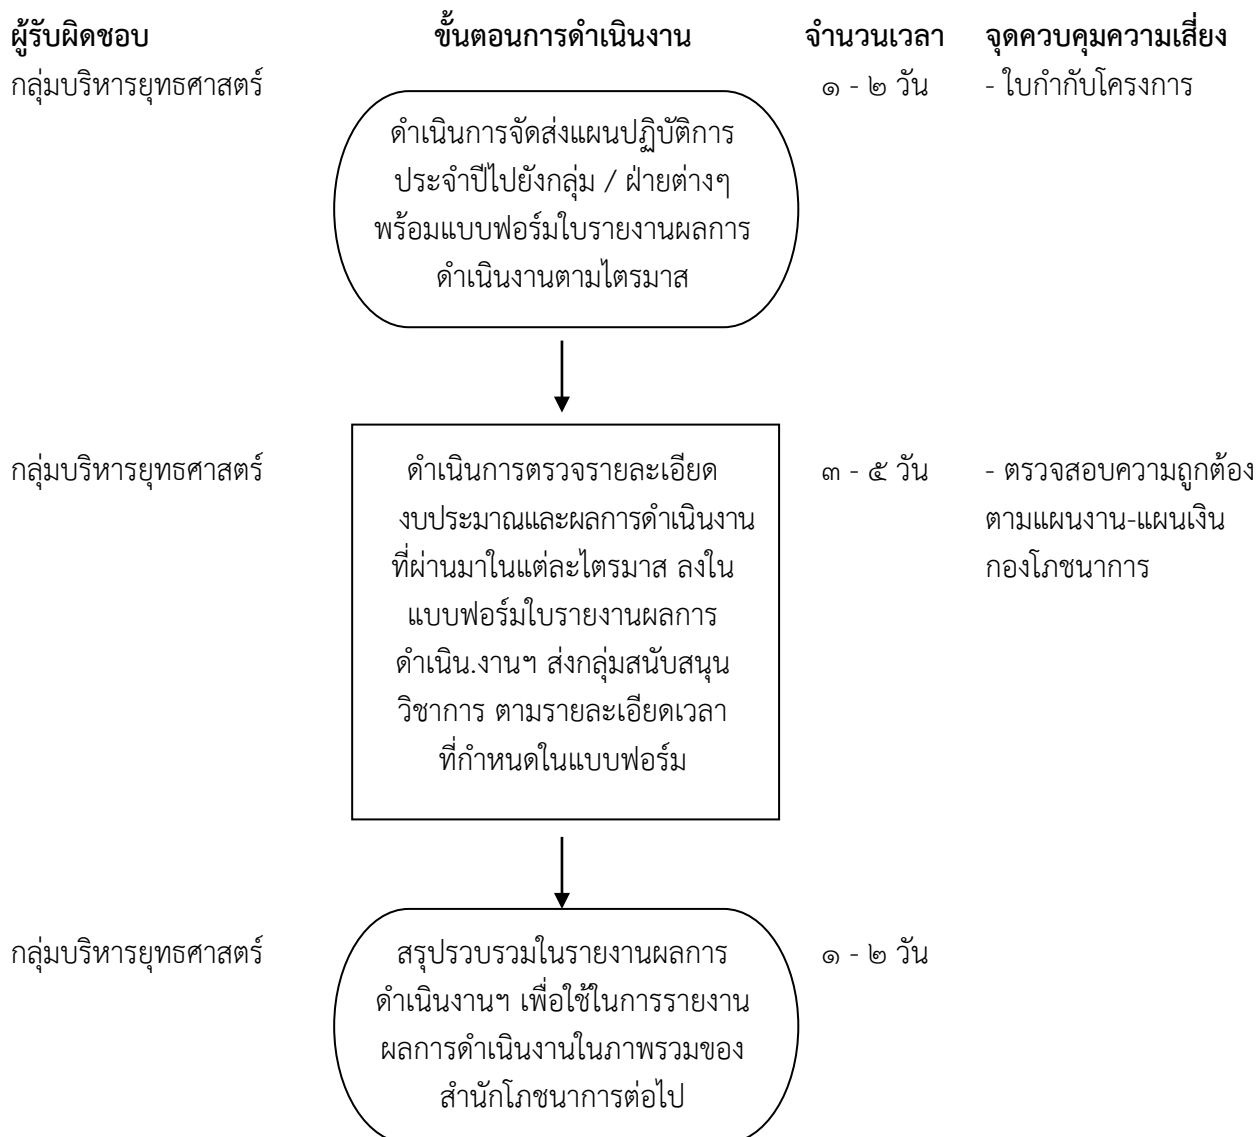 ผู้รับผิดชอบ ขั้นตอนการดำเนินงาน จำนวนเวลา จุดควบคุมความเสี่ยง
กลุ่มบริหารยุทธศาสตร์ ๑ - ๒ วัน - ใบกำกับโครงการ
ดำเนินการจัดส่งแผนปฏิบัติการ
ประจำปีไปยังกลุ่ม / ฝ่ายต่างๆ
พร้อมแบบฟอร์มใบรายงานผลการ
ดำเนินงานตามไตรมาส
กลุ่มบริหารยุทธศาสตร์ ดำเนินการตรวจรายละเอียด ๓ - ๕ วัน - ตรวจสอบความถูกต้อง
งบประมาณและผลการดำเนินงาน ตามแผนงาน-แผนเงิน
ที่ผ่านมาในแต่ละไตรมาส ลงใน กองโภชนาการ
แบบฟอร์มใบรายงานผลการ
ดำเนิน.งานฯ ส่งกลุ่มสนับสนุน
วิชาการ ตามรายละเอียดเวลา
ที่กำหนดในแบบฟอร์ม
กลุ่มบริหารยุทธศาสตร์ สรุปรวบรวมในรายงานผลการ ๑ - ๒ วัน
ดำเนินงานฯ เพื่อใช้ในการรายงาน
ผลการดำเนินงานในภาพรวมของ
สำนักโภชนาการต่อไป